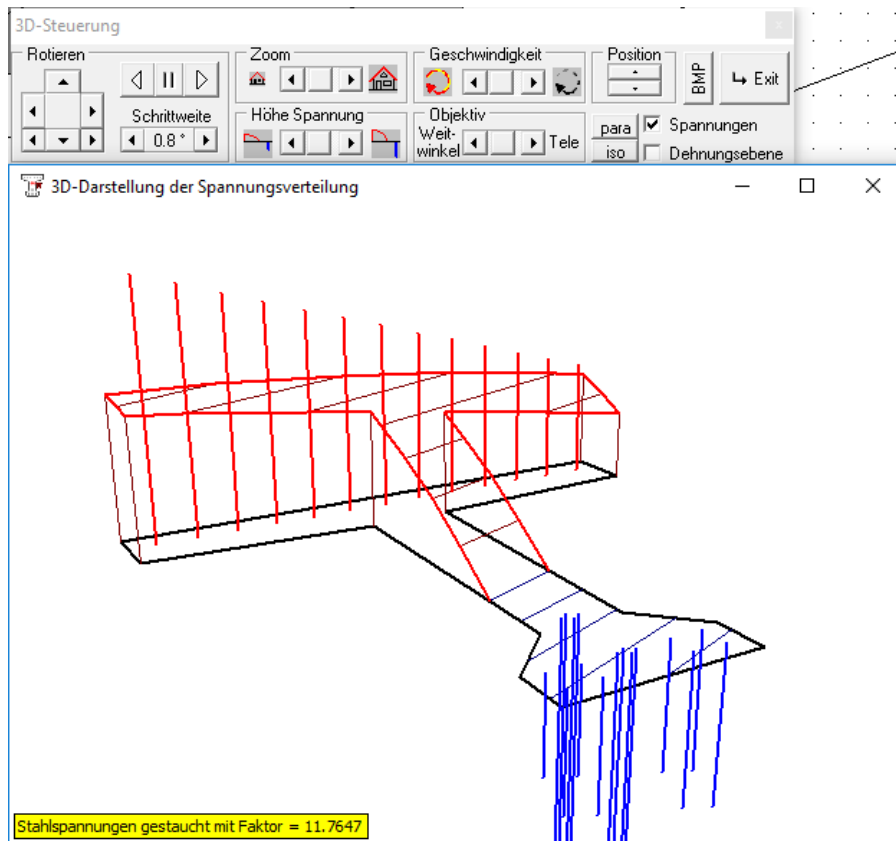 3D-Steuerung
x
Rotieren
Schrittweite
0.8 °
Zoom
Höhe Spannung
Geschwindigkeit
Objektiv
Weit-
winkel
Tele
Position
BMP
Exit
para
iso
Spannungen
Dehnungsebene
3D-Darstellung der Spannungsverteilung
Stahlspannungen gestaucht mit Faktor = 11.7647